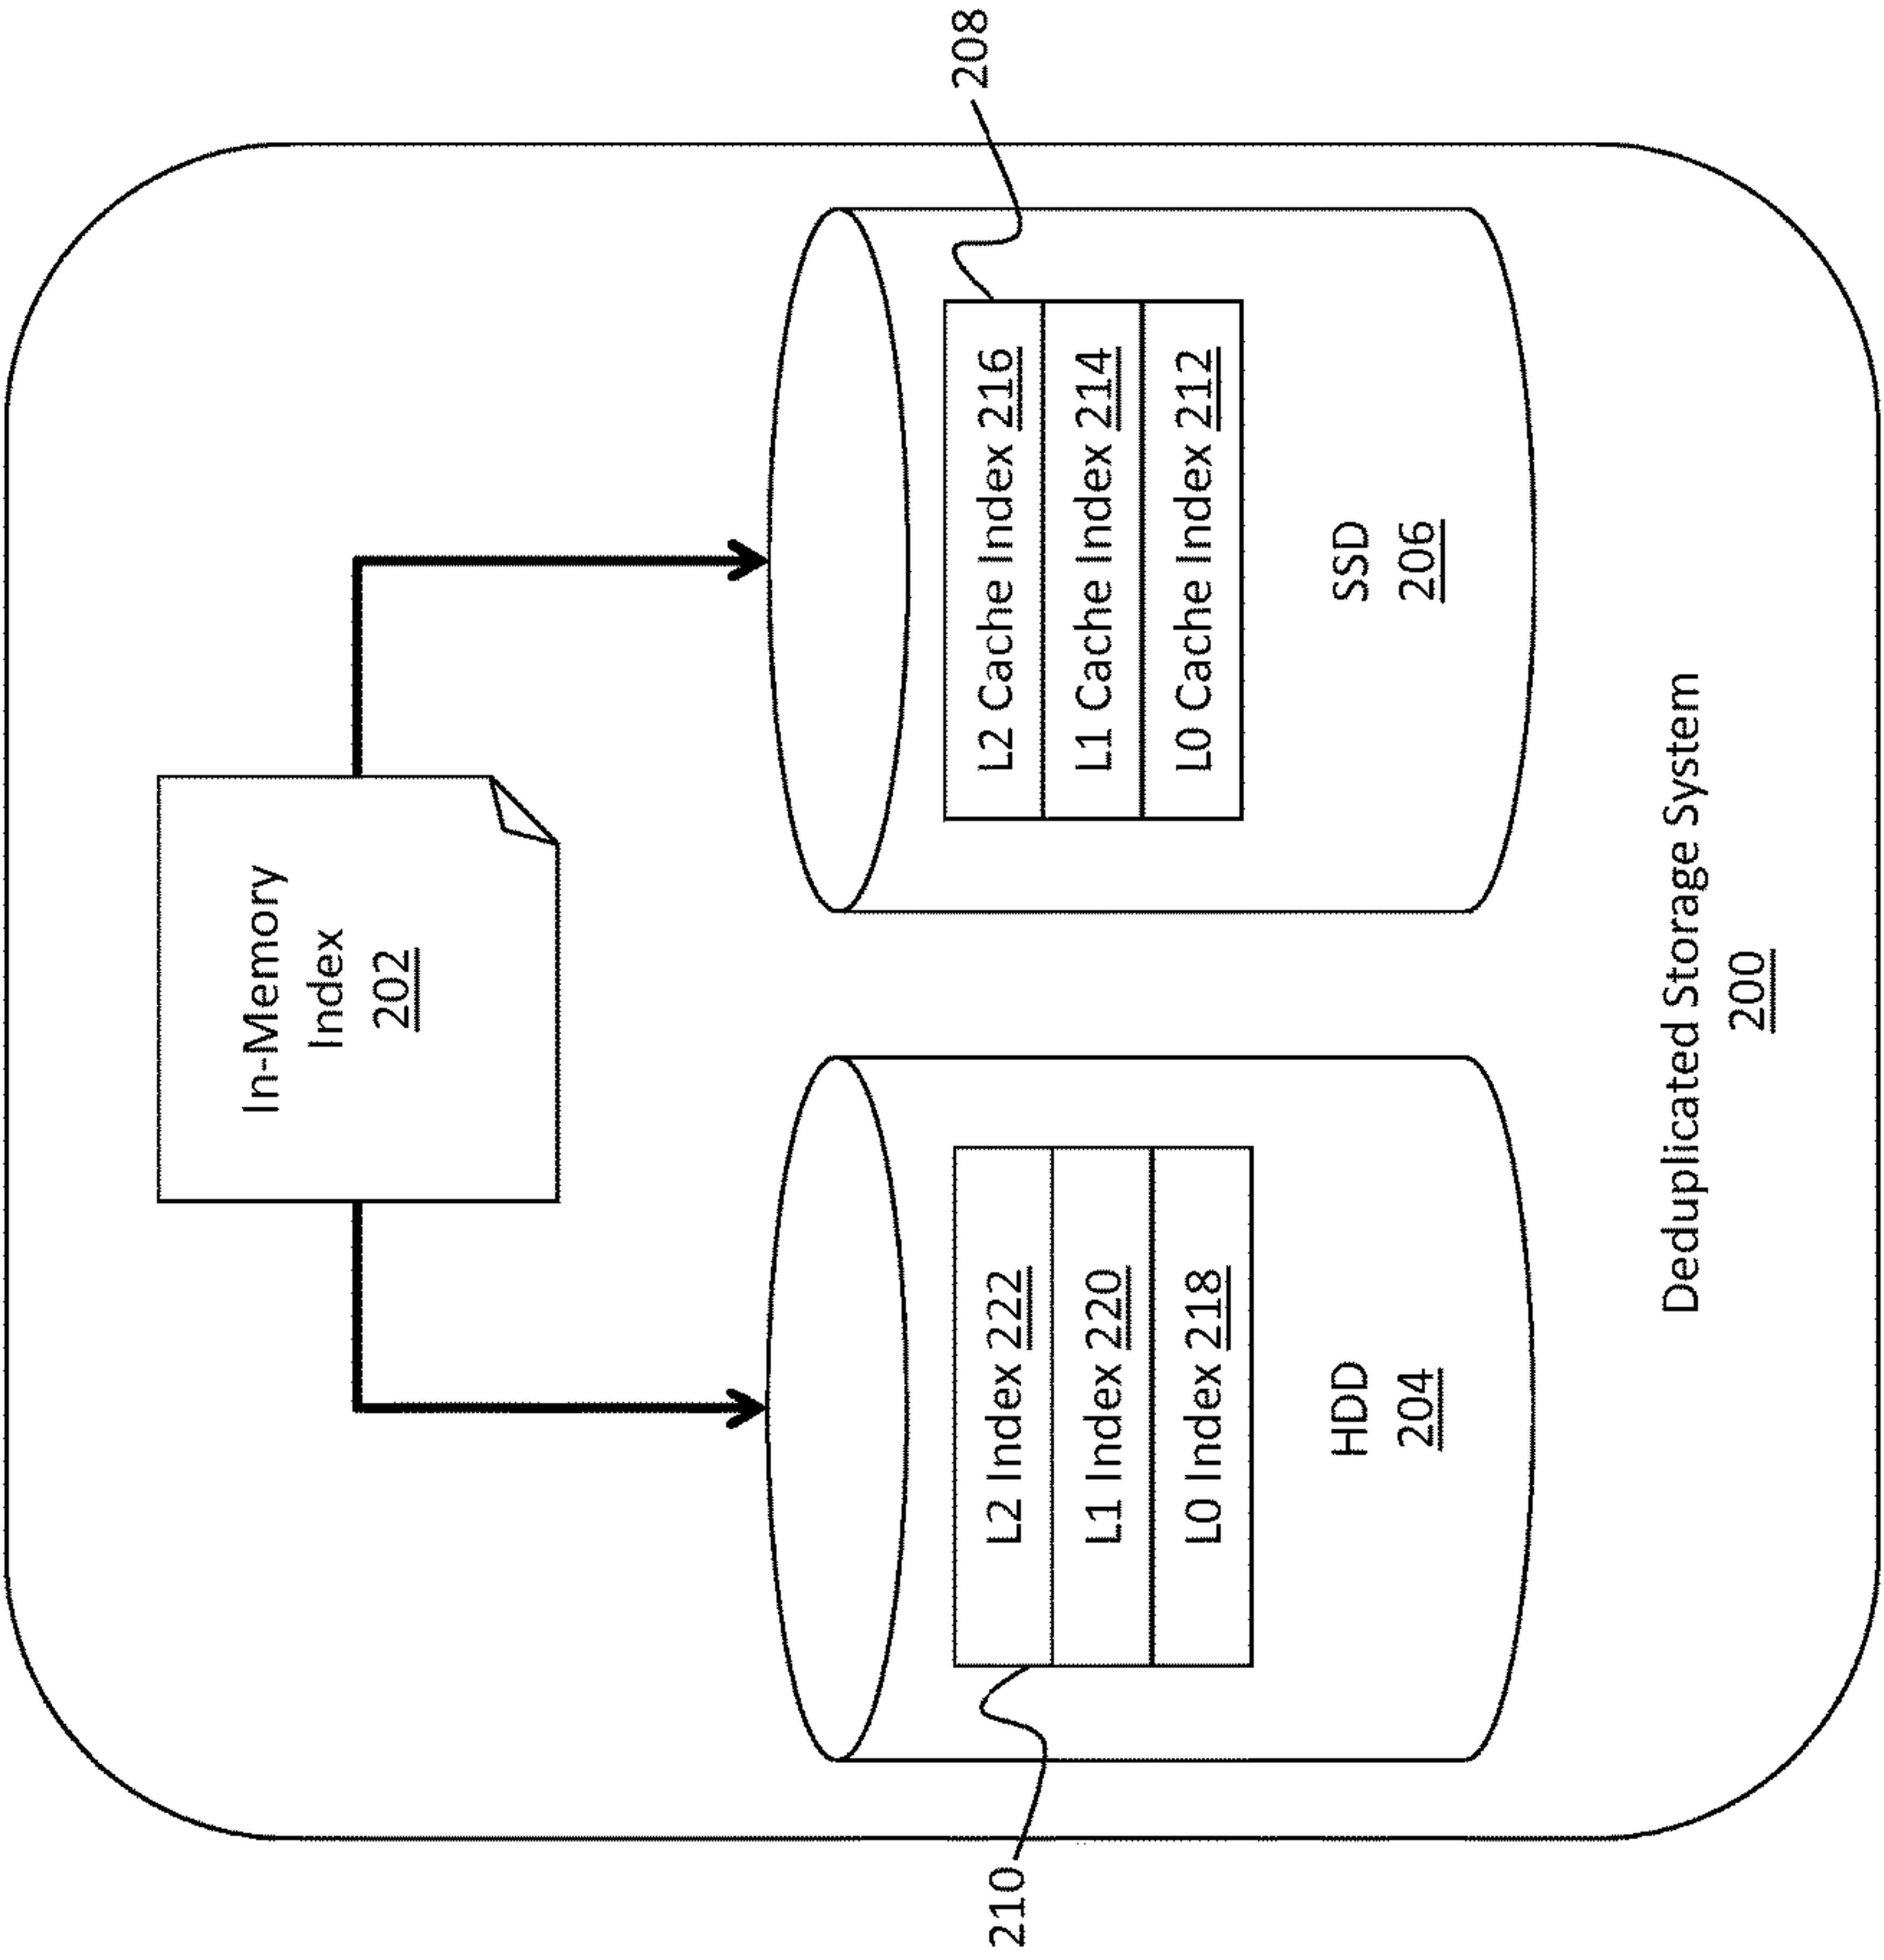 In-Memory
Index
202
208
210
L2 Index 222
L1 Index 220
L0 Index 218
HDD
204
L2 Cache Index 216
L1 Cache Index 214
L0 Cache Index 212
SSD
206
Deduplicated Storage System
200